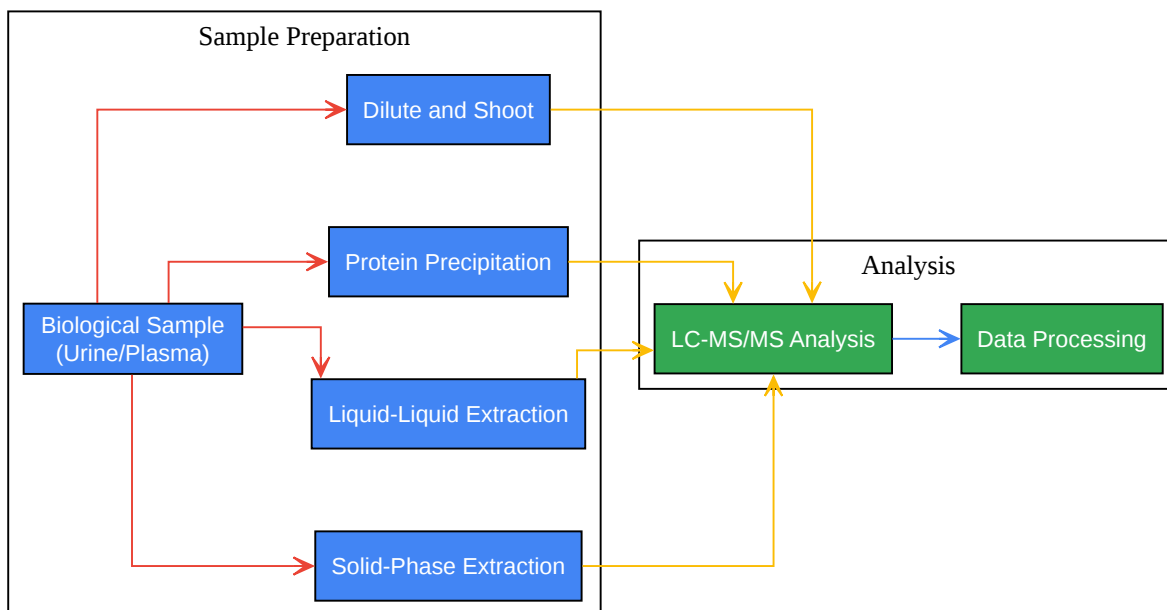 Sample Preparation
Dilute and Shoot
Protein Precipitation
Analysis
Biological Sample
(Urine/Plasma)
LC-MS/MS Analysis
Data Processing
Liquid-Liquid Extraction
Solid-Phase Extraction